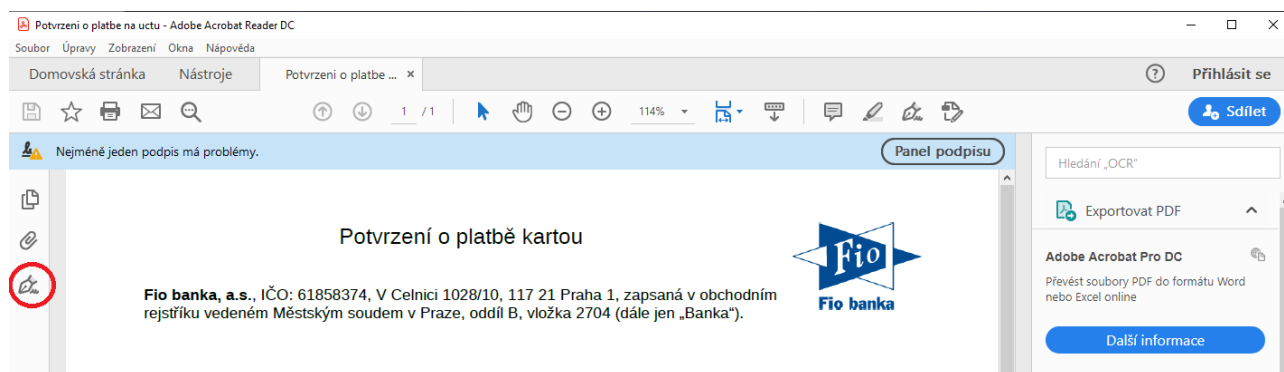 Potvrzeni o platbe na uctu - Adobe Acrobat Reader DC
Soubor Úpravy Zobrazení Okna Nápověda
Domovská stránka Nástroje Potvrzeni o platbe ... × Přihlásit se
1 / 1 114% Sdílet
Nejméně jeden podpis má problémy. Panel podpisu
Hledání „OCR"
Exportovat PDF
Adobe Acrobat Pro DC
Převést soubory PDF do formátu Word
nebo Excel online
Další informace
Potvrzení o platbě kartou
Fio
Fio banka
Fio banka, a.s., IČO: 61858374, V Celnici 1028/10, 117 21 Praha 1, zapsaná v obchodním
rejstříku vedeném Městským soudem v Praze, oddíl B, vložka 2704 (dále jen „Banka").